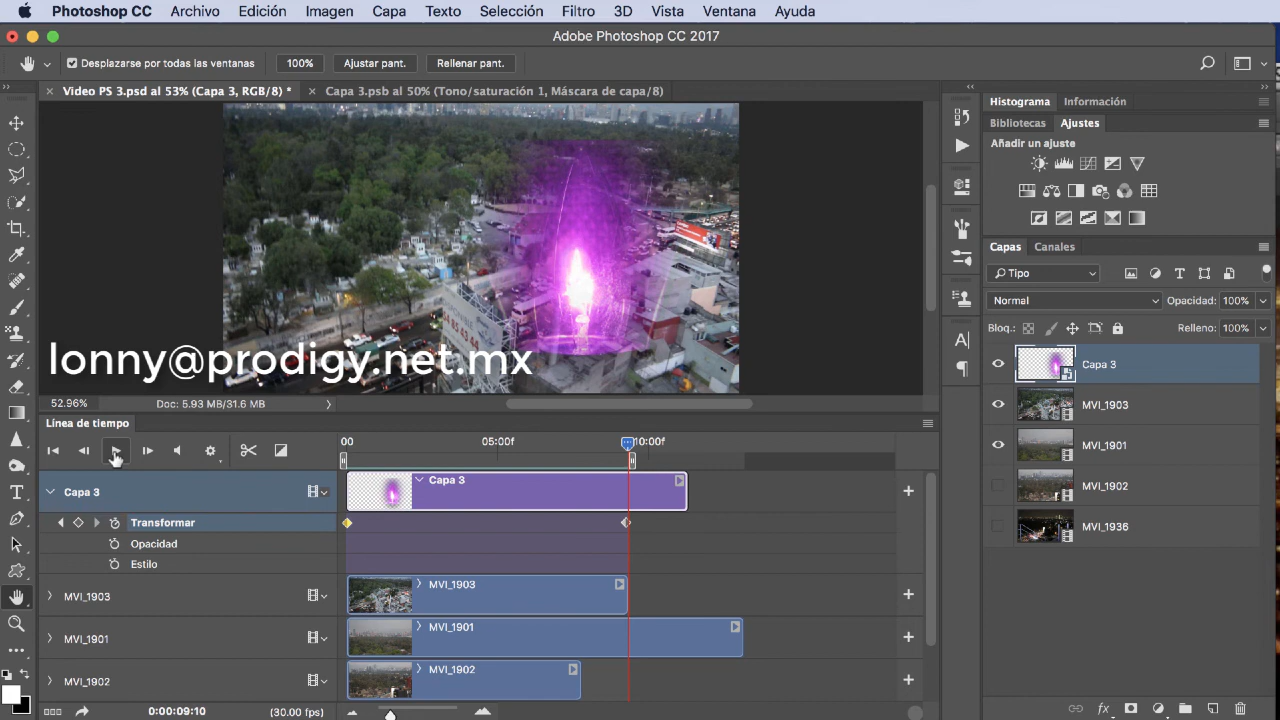 Photoshop CC Archivo Edición Imagen Capa Texto Selección Filtro 3D Vista Ventana Ayuda
Adobe Photoshop CC 2017
Desplazarse por todas las ventanas 100% Ajustar pant. Rellenar pant.
Video PS 3.psd al 53% (Capa 3, RGB/8) * Capa 3.psb al 50% (Tono/saturación 1, Máscara de capa/8)
Histograma Información
Bibliotecas Ajustes
Añadir un ajuste
Capas Canales
Tipo
Normal Opacidad: 100%
Bloq.: Relleno: 100%
Capa 3
MVI_1903
MVI_1901
MVI_1902
MVI_1936
lonny@prodigy.net.mx
52.96% Doc: 5.93 MB/31.6 MB
Línea de tiempo
00 05:00f 10:00f
Capa 3 Capa 3
Transformar
Opacidad
Estilo
MVI_1903 MVI_1903
MVI_1901 MVI_1901
MVI_1902 MVI_1902
0:00:09:10 (30.00 fps)